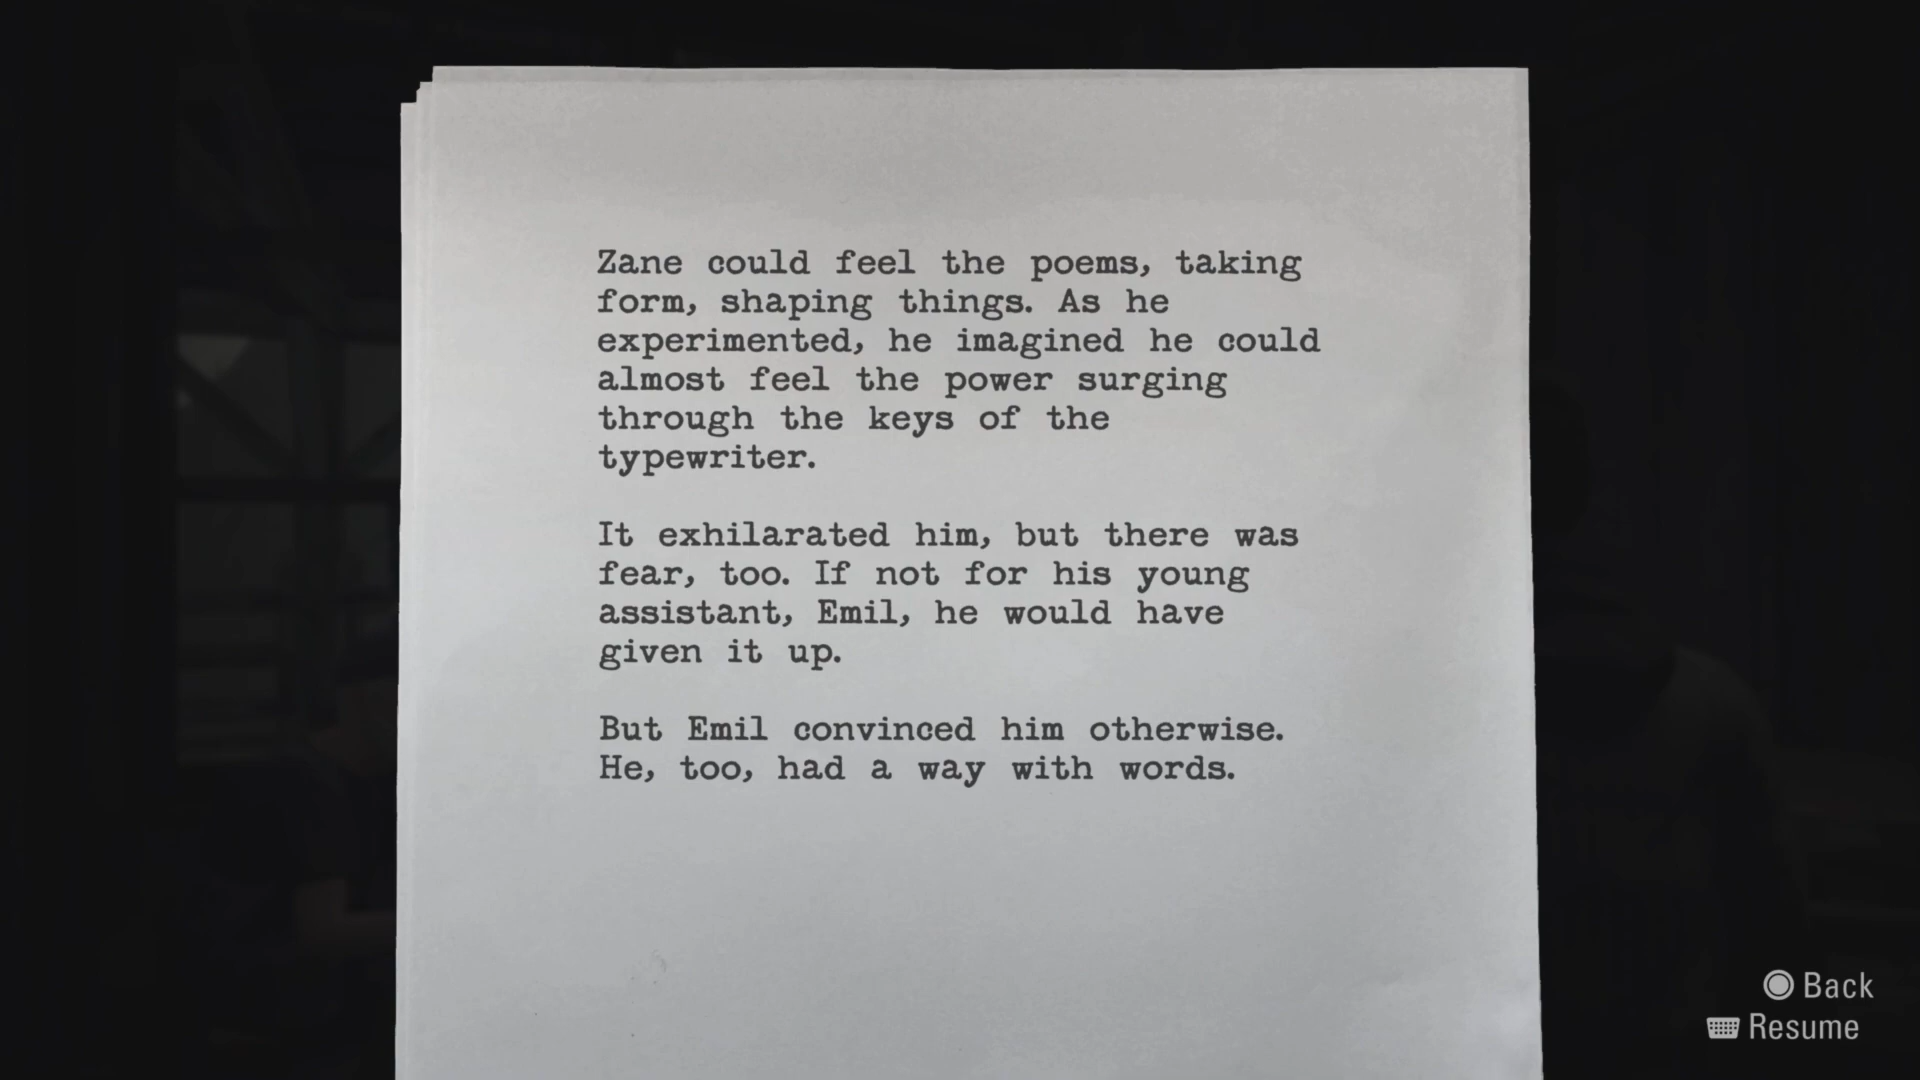 Zane could feel the poems, taking
form, shaping things. As he
experimented, he imagined he could
almost feel the power surging
through the keys of the
typewriter.
It exhilarated him, but there was
fear, too. If not for his young
assistant, Emil, he would have
given it up.
But Emil convinced him otherwise.
He, too, had a way with words.
Back
Resume